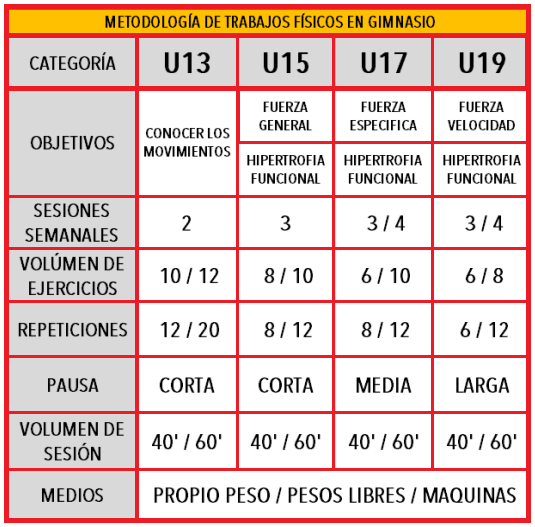 METODOLOGÍA DE TRABAJOS FÍSICOS EN GIMNASIO
CATEGORÍA U13 U15 U17 U19
OBJETIVOS
CONOCER LOS
MOVIMIENTOS
FUERZA
GENERAL
FUERZA
ESPECIFICA
FUERZA
VELOCIDAD
HIPERTROFIA
FUNCIONAL
HIPERTROFIA
FUNCIONAL
HIPERTROFIA
FUNCIONAL
SESIONES
SEMANALES
2 3 3 / 4 3 / 4
VOLÚMEN DE
EJERCICIOS
10 / 12 8 / 10 6 / 10 6 / 8
REPETICIONES 12 / 20 8 / 12 8 / 12 6 / 12
PAUSA CORTA CORTA MEDIA LARGA
VOLUMEN DE
SESIÓN
40' / 60' 40' / 60' 40' / 60' 40' / 60'
MEDIOS PROPIO PESO / PESOS LIBRES / MAQUINAS